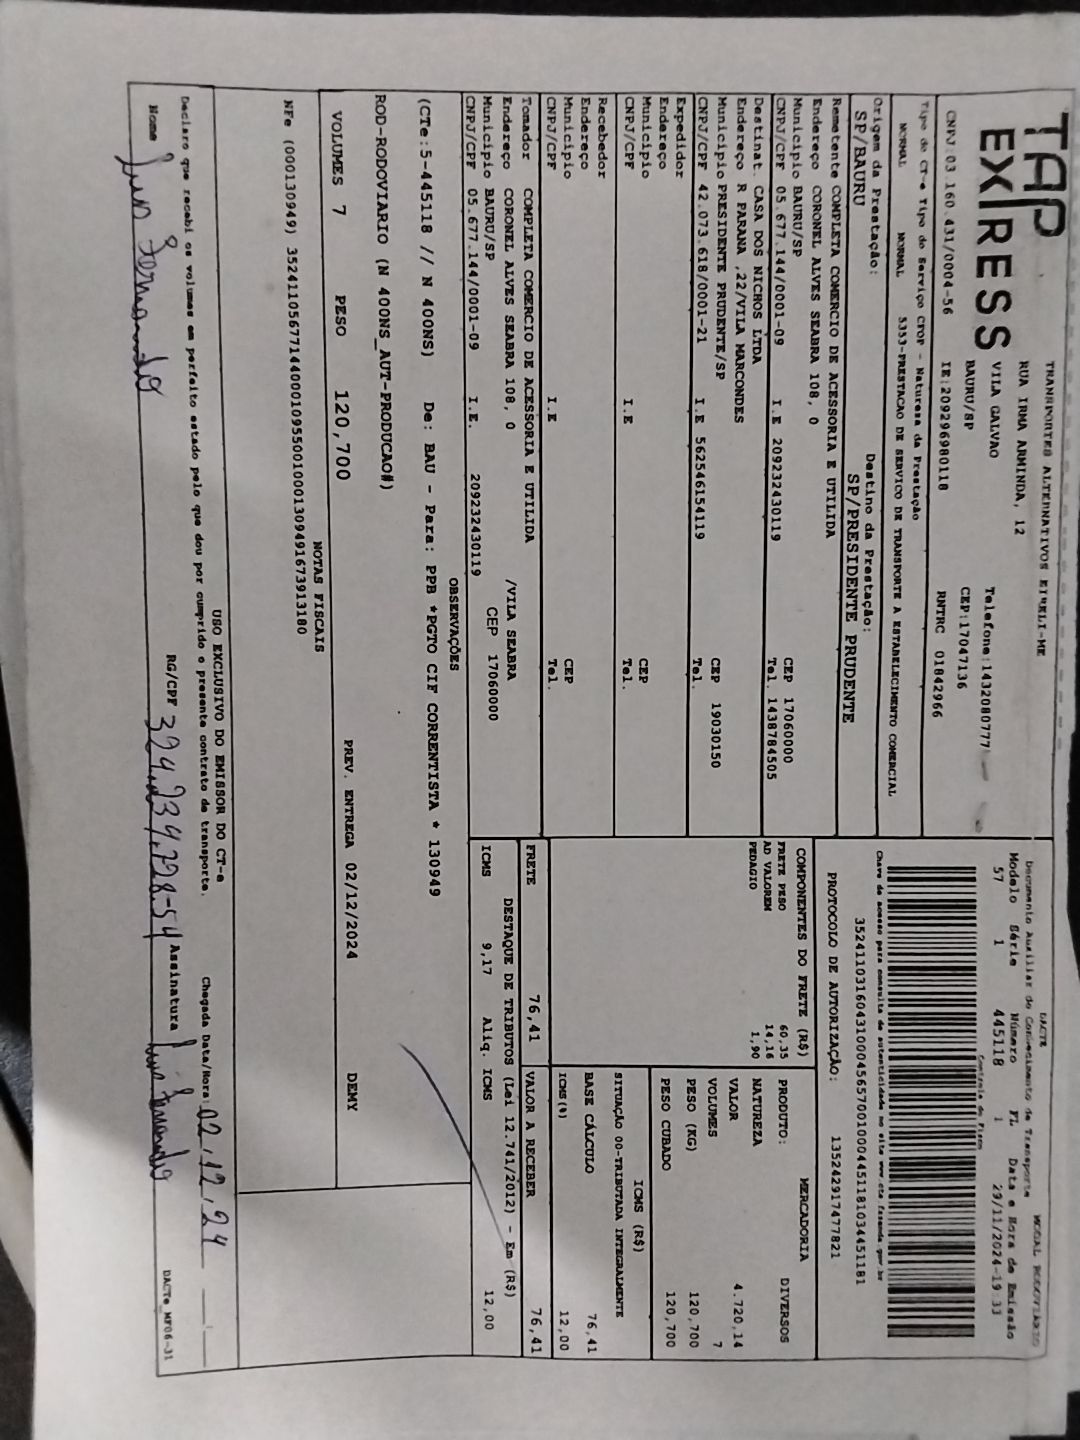 TAP
EXPRESS
TRANSPORTES ALTERNATIVOS EIRELI-ME
RUA IRMA ARMINDA, 12
VILA GALVAO
Telefone:1432080777
BAURU/SP
CEP:17047136
CNPJ:03.160.431/0004-56 IE:209296980118 RNTRC 01842966
Tipo do CT-e Tipo do Serviço CFOP - Natureza da Prestação
NORMAL NORMAL 5353-PRESTACAO DE SERVICO DE TRANSPORTE A ESTABELECIMENTO COMERCIAL
Origem da Prestação: Destino da Prestação:
SP/BAURU SP/PRESIDENTE PRUDENTE
Remetente COMPLETA COMERCIO DE ACESSORIA E UTILIDA
Endereço CORONEL ALVES SEABRA 108, 0
Município BAURU/SP CEP 17060000
CNPJ/CPF 05.677.144/0001-09 I.E 209232430119 Tel. 1438784505
Destinat. CASA DOS NICHOS LTDA
Endereço R PARANA ,22/VILA MARCONDES
Município PRESIDENTE PRUDENTE/SP CEP 19030150
CNPJ/CPF 42.073.618/0001-21 I.E 562546154119 Tel.
Expedidor
Endereço
Município CEP
CNPJ/CPF I.E Tel.
Recebedor
Endereço
Município CEP
CNPJ/CPF I.E Tel.
Tomador COMPLETA COMERCIO DE ACESSORIA E UTILIDA
Endereço CORONEL ALVES SEABRA 108, 0 /VILA SEABRA
Município BAURU/SP CEP 17060000
CNPJ/CPF 05.677.144/0001-09 I.E. 209232430119
DACTE MODAL RODOVIARIO
Documento Auxiliar do Conhecimento de Transporte
Modelo Série Número FL Data e Hora de Emissão
57 1 445118 1 29/11/2024-19:33
Controle do Fisco
Chave de acesso para consulta de autenticidade no site www.cte.fazenda.gov.br
35241103160431000456570010004451181034451181
PROTOCOLO DE AUTORIZAÇÃO: 135242917477821
COMPONENTES DO FRETE (R$)
FRETE PESO 60,35
AD VALOREM 14,16
PEDAGIO 1,90
MERCADORIA
PRODUTO: DIVERSOS
NATUREZA
VALOR 4.720,14
VOLUMES 7
PESO (KG) 120,700
PESO CUBADO 120,700
ICMS (R$)
SITUAÇÃO 00-TRIBUTADA INTEGRALMENTE
BASE CÁLCULO 76,41
ICMS(%) 12,00
FRETE 76,41 VALOR A RECEBER 76,41
DESTAQUE DE TRIBUTOS (Lei 12.741/2012) - Em (R$)
ICMS 9,17 Aliq. ICMS 12,00
OBSERVAÇÕES
(CTe:5-445118 // N 400NS) De: BAU - Para: PPB *PGTO CIF CORRENTISTA * 130949
ROD-RODOVIARIO (N 400NS_AUT-PRODUCAO#)
VOLUMES 7 PESO 120,700 PREV. ENTREGA 02/12/2024 DEMY
NOTAS FISCAIS
NFe (000130949) 35241105677144000109550010001309491673913180
USO EXCLUSIVO DO EMISSOR DO CT-e
Declaro que recebi os volumes em perfeito estado pelo que dou por cumprido o presente contrato de transporte.
Chegada Data/Hora: 02.12.24
Nome Luis Fernando RG/CPF 324.234.228-54 Assinatura Luis Fernando
DACTe_MF06-31